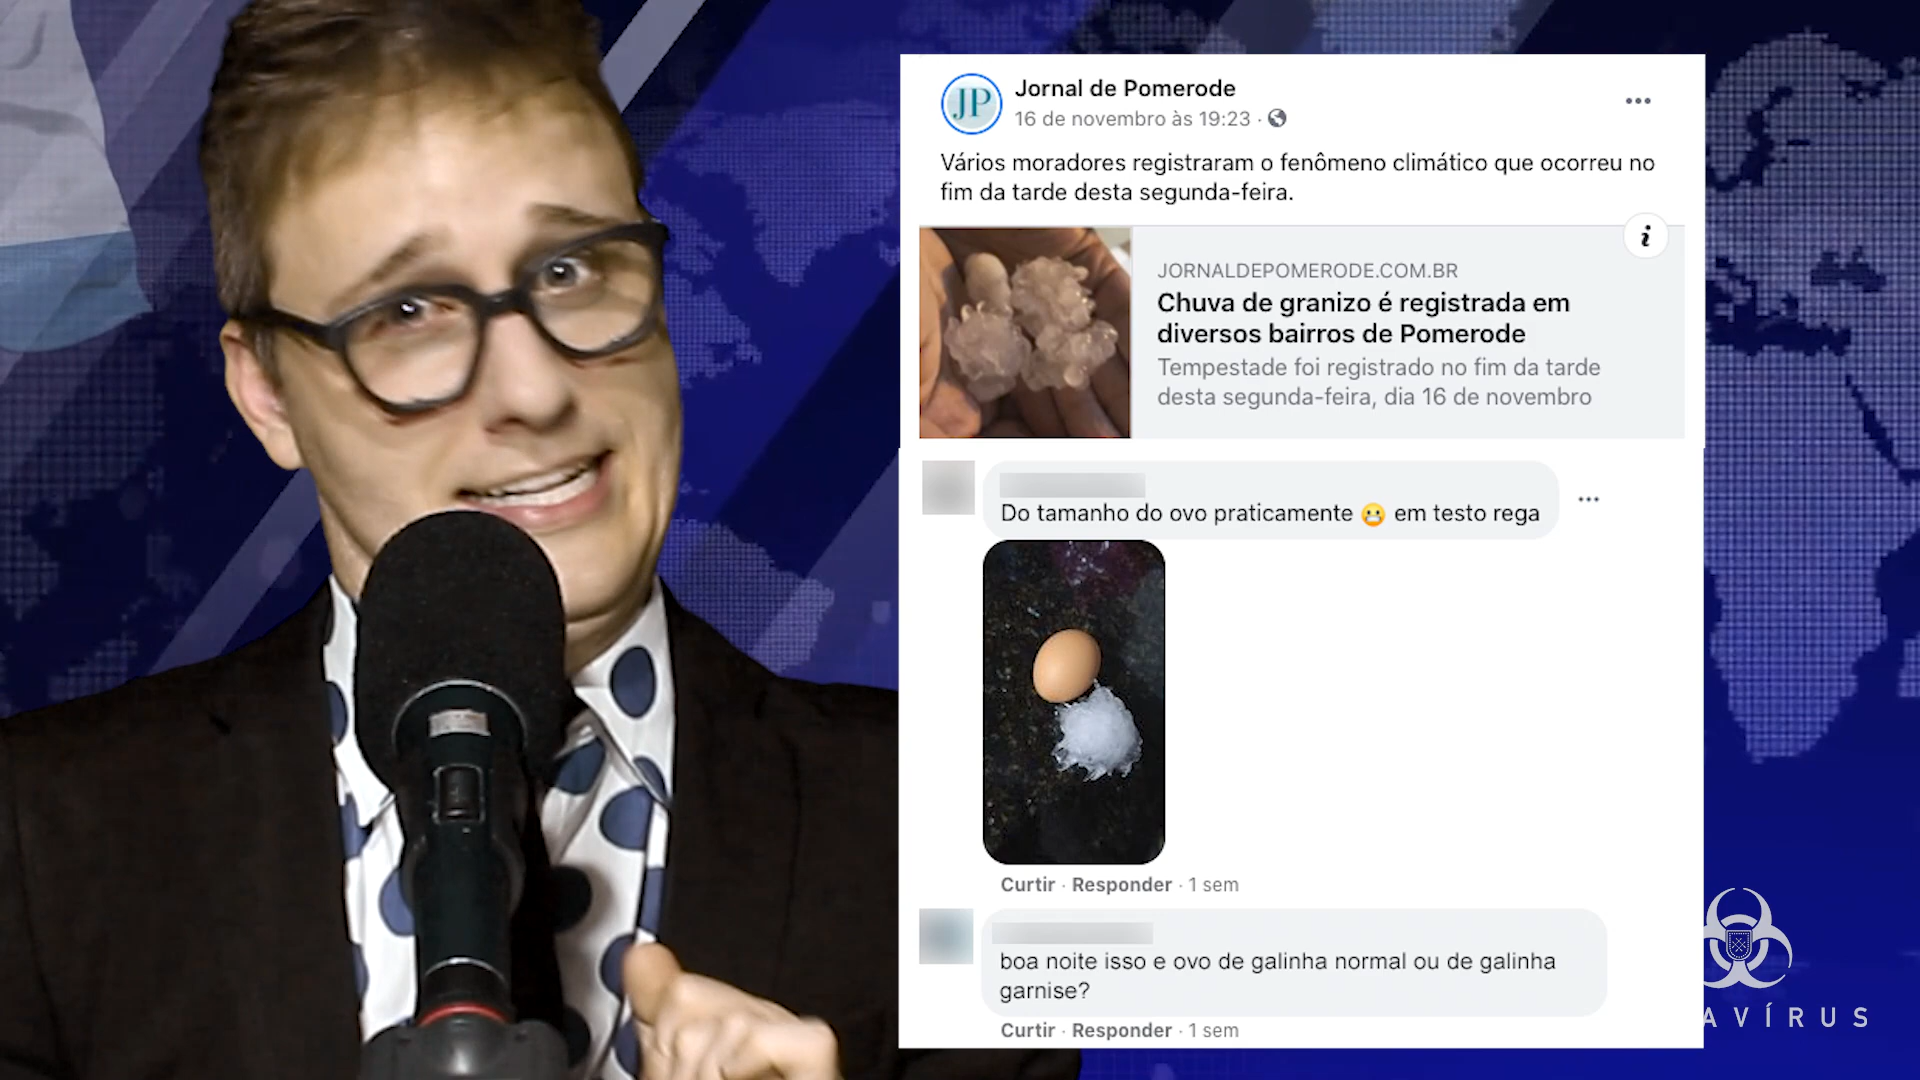 Jornal de Pomerode
16 de novembro às 19:23 ·
Vários moradores registraram o fenômeno climático que ocorreu no
fim da tarde desta segunda-feira.
JORNALDEPOMERODE.COM.BR
Chuva de granizo é registrada em
diversos bairros de Pomerode
Tempestade foi registrado no fim da tarde
desta segunda-feira, dia 16 de novembro
Do tamanho do ovo praticamente 😬 em testo rega
Curtir · Responder · 1 sem
boa noite isso e ovo de galinha normal ou de galinha
garnise?
Curtir · Responder · 1 sem
JP
AVÍRUS